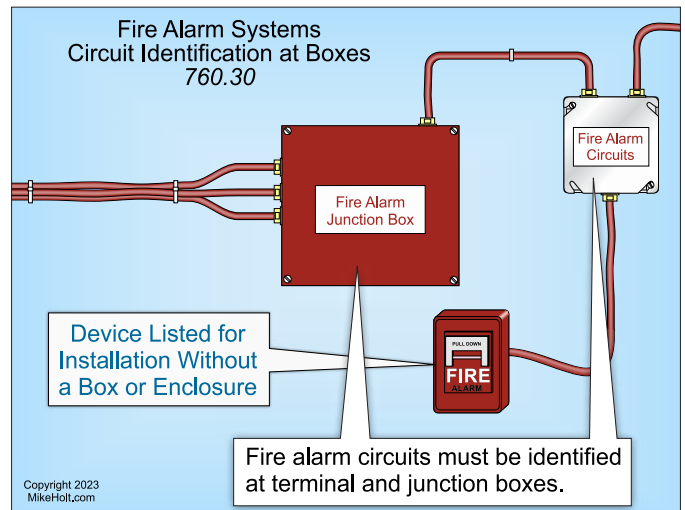 Fire Alarm Systems
Circuit Identification at Boxes
760.30
Fire Alarm
Circuits
Fire Alarm
Junction Box
Device Listed for
Installation Without
a Box or Enclosure
PULL DOWN
FIRE
ALARM
Fire alarm circuits must be identified
at terminal and junction boxes.
Copyright 2023
MikeHolt.com